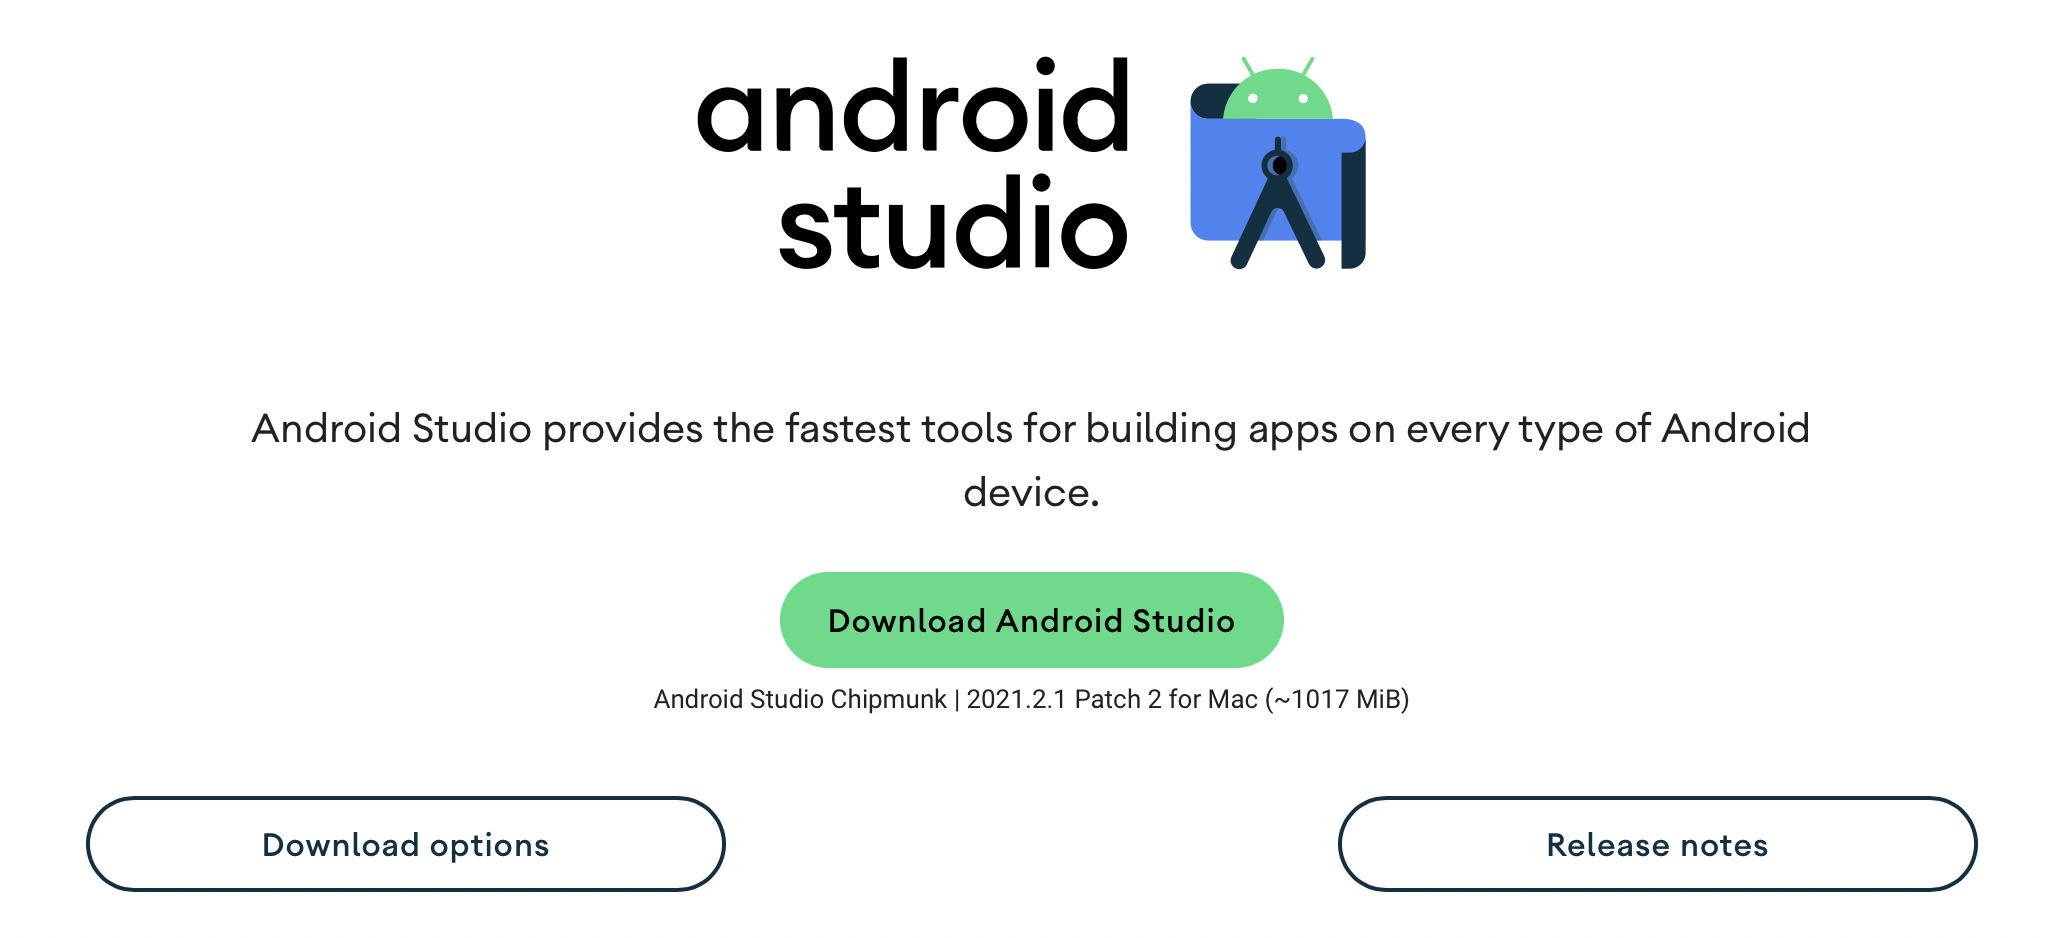 android
studio
Android Studio provides the fastest tools for building apps on every type of Android
device.
Download Android Studio
Android Studio Chipmunk | 2021.2.1 Patch 2 for Mac (~1017 MiB)
Download options
Release notes